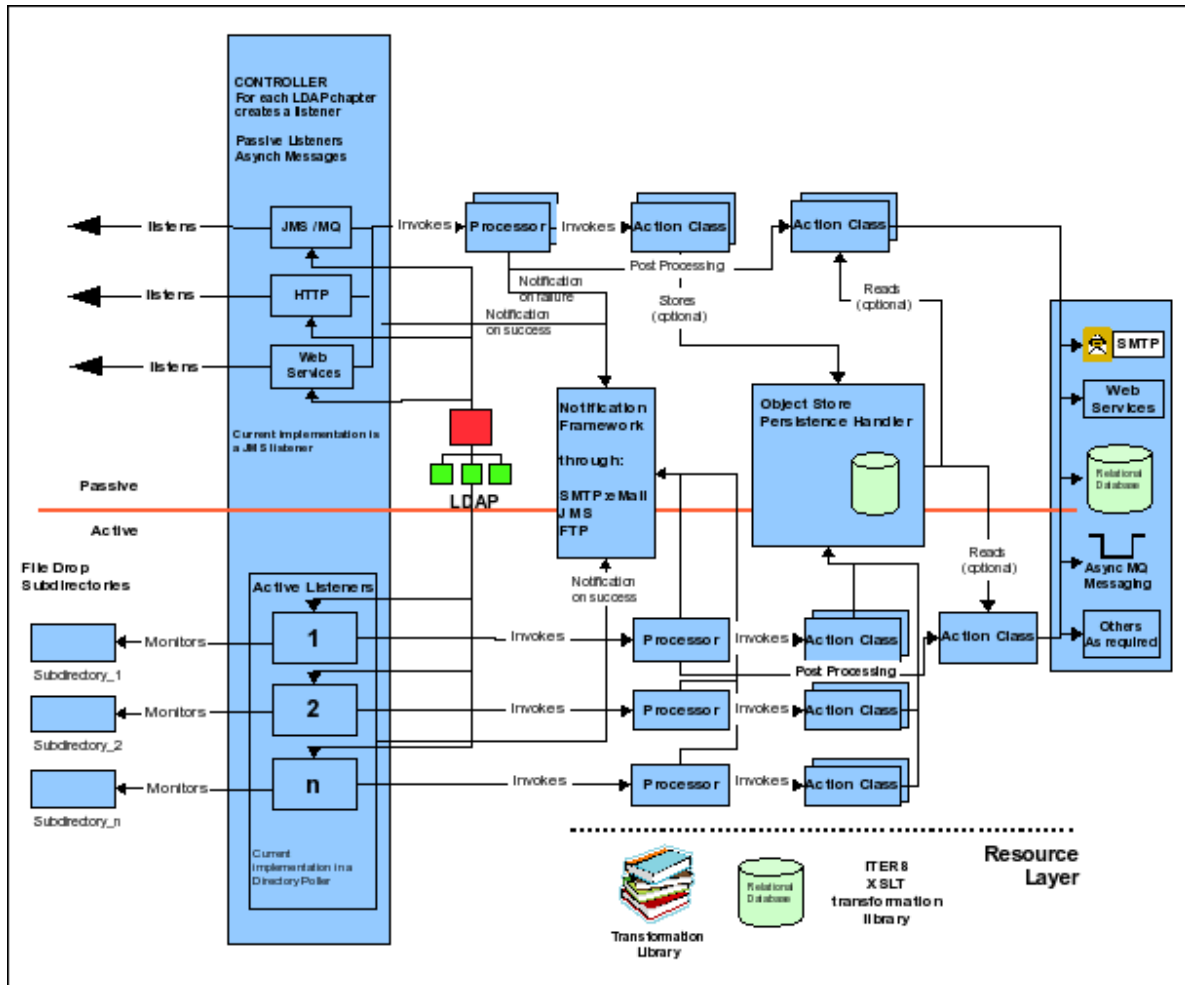 CONTROLLER
For each LDAP chapter
creates a listener
Passive Listeners
Asynch Messages
listens
JMS /MQ
Invokes
Processor
Invokes
Action Class
Action Class
Post Processing
listens
HTTP
Notification
on failure
Notification
on success
Stores
(optional)
Reads
(optional)
listens
Web
Services
SMTP
Web
Services
Relational
Database
Async MQ
Messaging
Others
As required
Notification
Framework
through:
SMTP eMail
JMS
FTP
Object Store
Persistence Handler
Current implementation is
a JMS listener
LDAP
Passive
Active
File Drop
Subdirectories
Active Listeners
Notification
on success
Reads
(optional)
Monitors
1
Invokes
Processor
Invokes
Action Class
Action Class
Subdirectory_1
Post Processing
Monitors
2
Invokes
Processor
Invokes
Action Class
Subdirectory_2
Monitors
n
Invokes
Processor
Invokes
Action Class
Subdirectory_n
Current
implementation in a
Directory Poller
Resource
Layer
Transformation
Library
Relational
Database
ITER8
XSLT
transformation
library